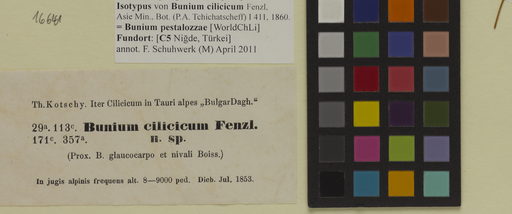 Isotypus von Bunium cilicicum Fenzl,
Asie Min., Bot. (P.A. Tchichatscheff) 1 411. 1860.
= Bunium pestalozzae [WorldChLi]
Fundort: [C5 Niğde, Türkei]
annot. F. Schuhwerk (M) April 2011
Th. Kotschy. Iter Cilicicum in Tauri alpes „BulgarDagh.“
29a. 113c. Bunium cilicicum Fenzl.
171c. 357a. n. sp.
(Prox. B. glaucocarpo et nivali Boiss.)
In jugis alpinis frequens alt. 8—9000 ped. Dieb. Jul. 1853.